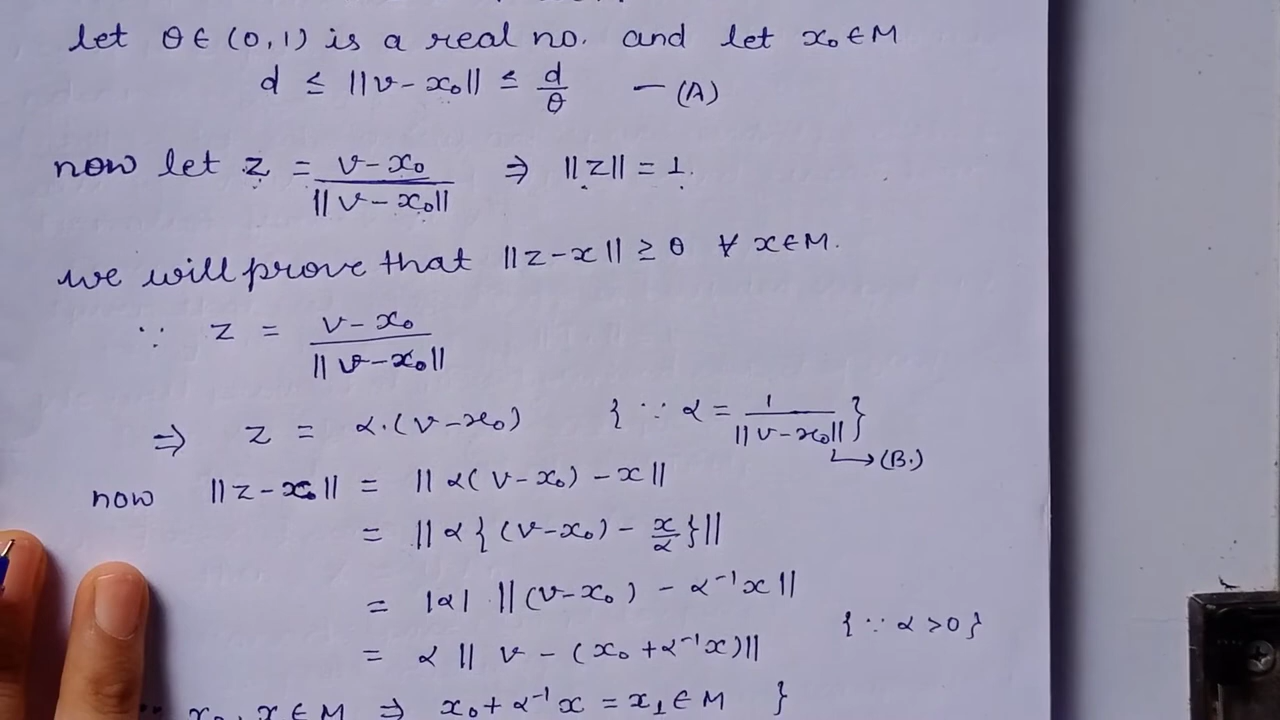 let θ ∈ (0,1) is a real no. and let x₀ ∈ M
d ≤ ||v - x₀|| ≤ d/θ — (A)
now let z = v - x₀ / ||v - x₀|| ⇒ ||z|| = 1.
we will prove that ||z - x|| ≥ θ ∀ x ∈ M.
∵ z = v - x₀ / ||v - x₀||
⇒ z = α.(v - x₀) { ∵ α = 1 / ||v - x₀|| } → (B.)
now ||z - x|| = || α(v - x₀) - x ||
= || α { (v - x₀) - x/α } ||
= |α| ||(v - x₀) - α⁻¹x ||
= α || v - (x₀ + α⁻¹x)|| { ∵ α > 0 }
x₀, x ∈ M ⇒ x₀ + α⁻¹x = x₁ ∈ M }